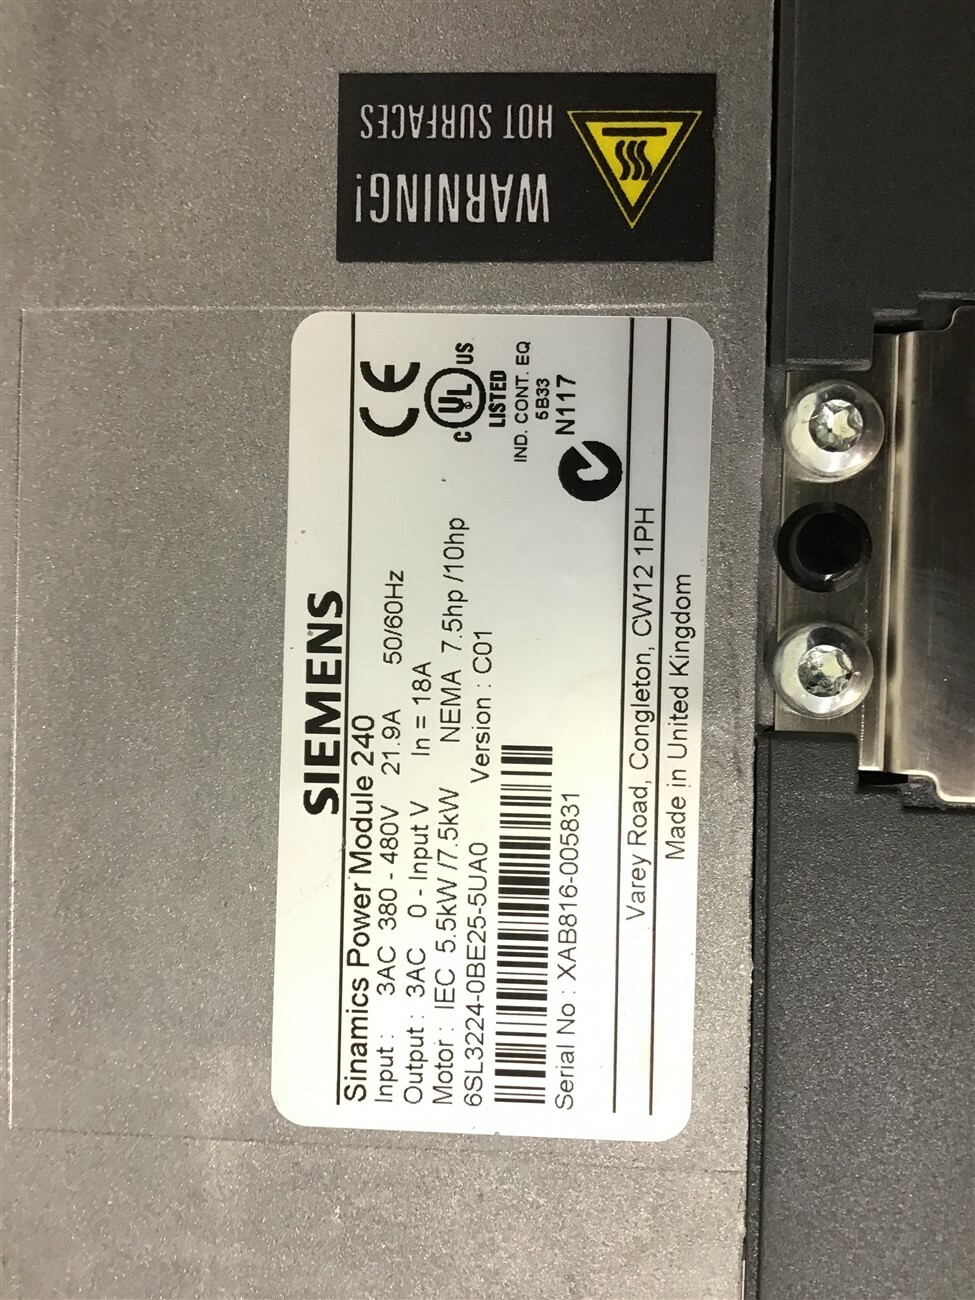 WARNING!
HOT SURFACES
SIEMENS
Sinamics Power Module 240
Input : 3AC 380 - 480V 21.9A 50/60Hz
Output : 3AC 0 - Input V In = 18A
Motor : IEC 5.5kW /7.5kW NEMA 7.5hp /10hp
6SL3224-0BE25-5UA0 Version : C01
Serial No : XAB816-005831
CE
C UL US
LISTED
IND. CONT. EQ
5B33
N117
Varey Road, Congleton, CW12 1PH
Made in United Kingdom